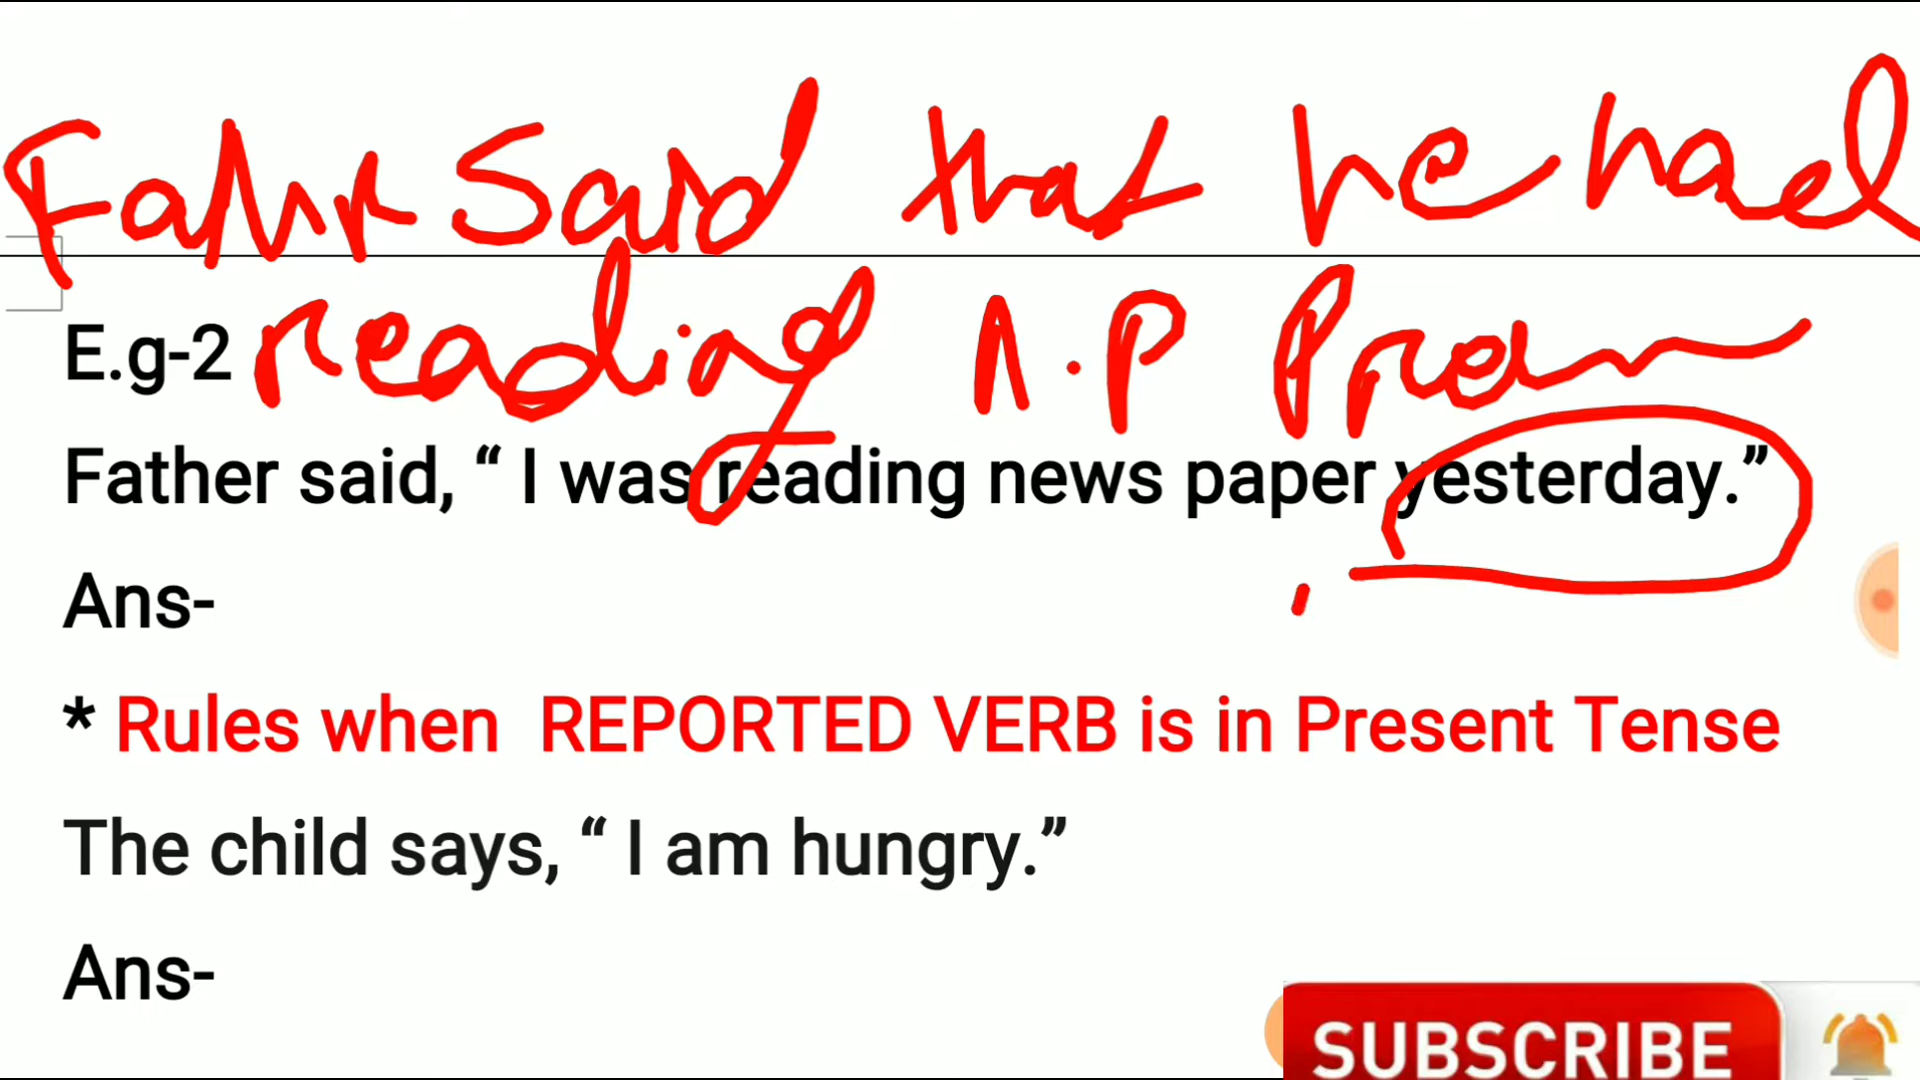 Father said that he had
reading n.p
E.g-2
Father said, “ I was reading news paper yesterday.”
Ans-
* Rules when REPORTED VERB is in Present Tense
The child says, “ I am hungry.”
Ans-
SUBSCRIBE